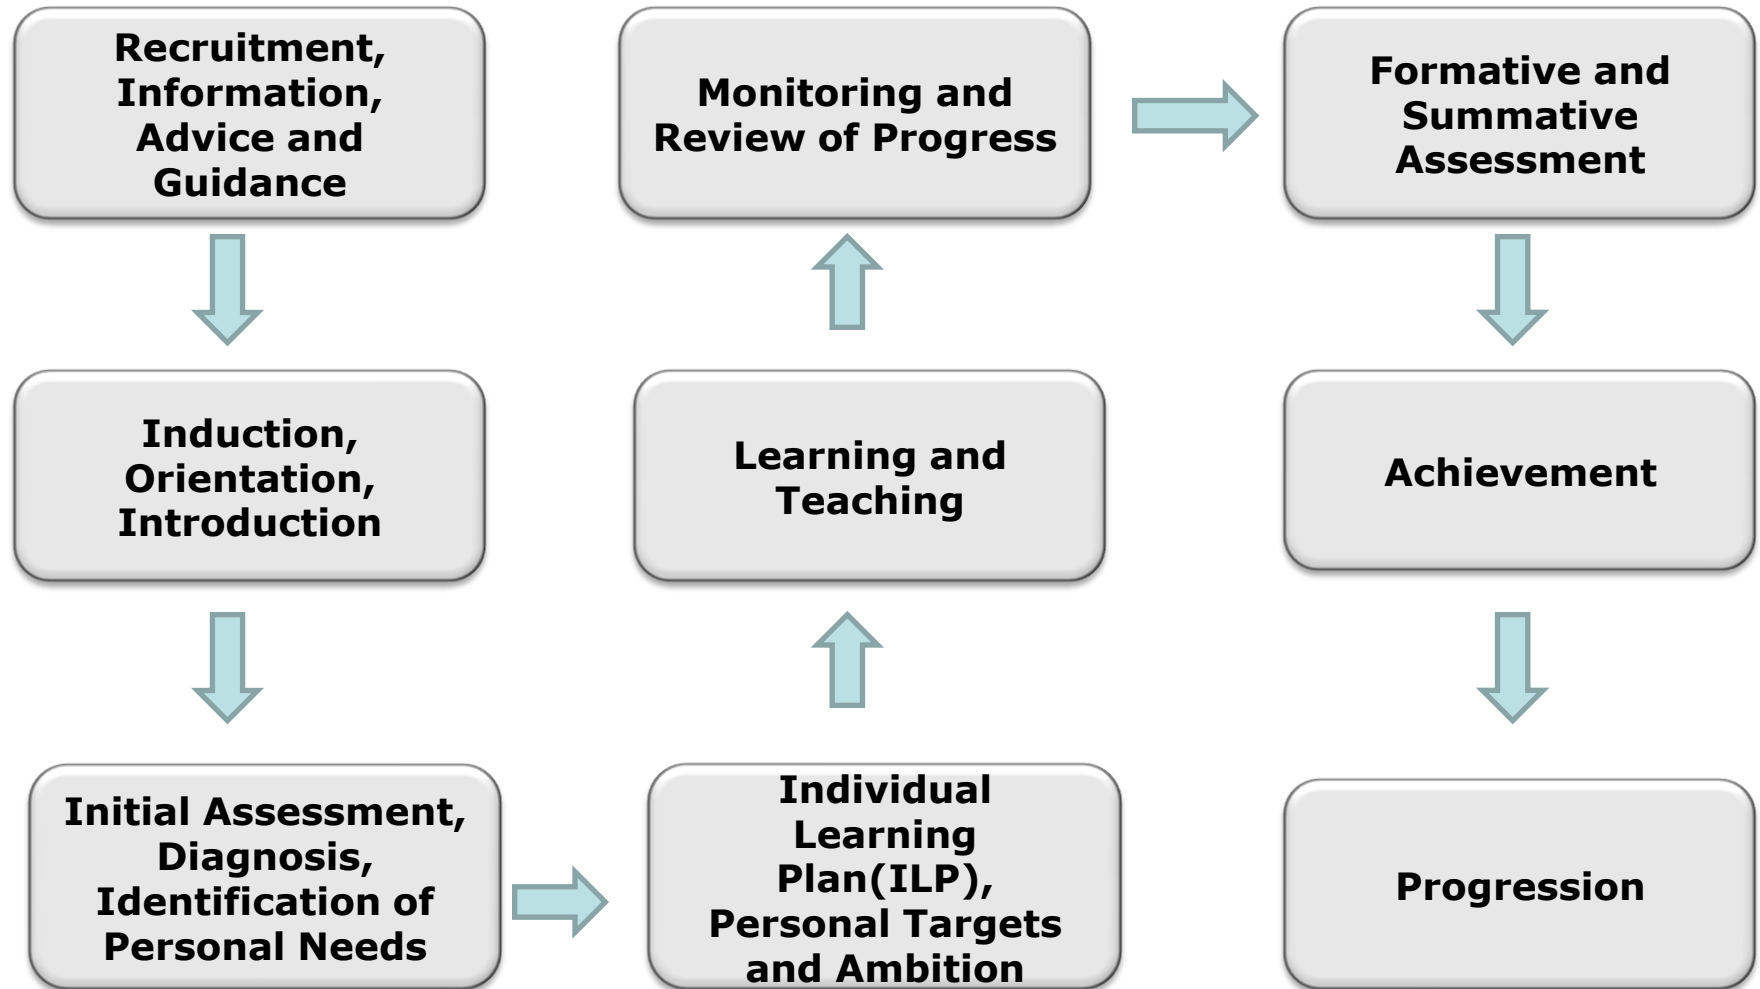 Recruitment,
Information,
Advice and
Guidance
Induction,
Orientation,
Introduction
Initial Assessment,
Diagnosis,
Identification of
Personal Needs
Individual
Learning
Plan(ILP),
Personal Targets
and Ambition
Learning and
Teaching
Monitoring and
Review of Progress
Formative and
Summative
Assessment
Achievement
Progression